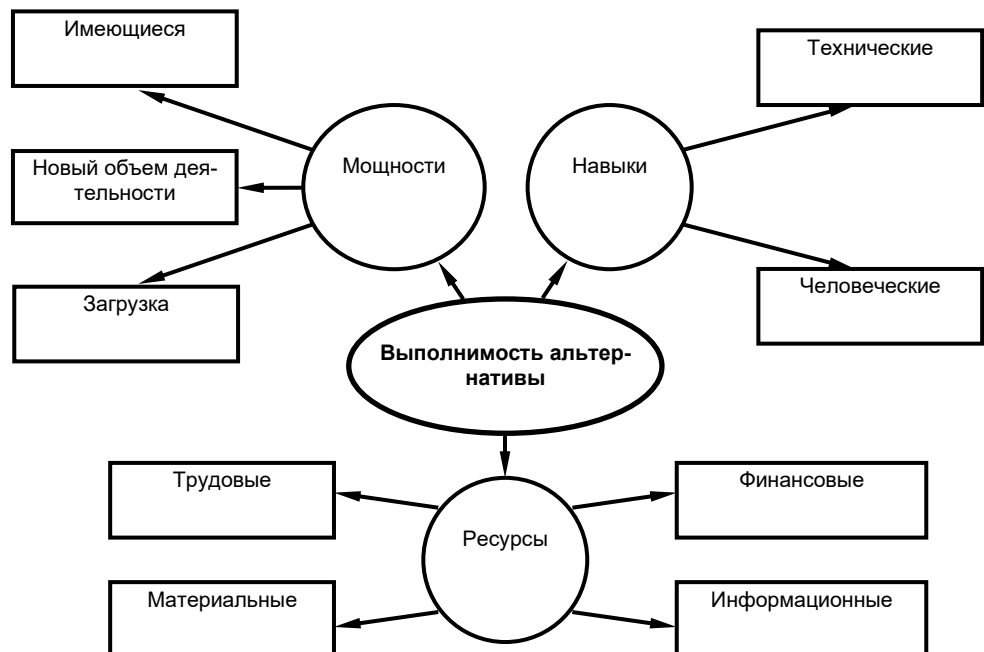 Имеющиеся
Технические
Мощности
Навыки
Новый объем дея-
тельности
Загрузка
Человеческие
Выполнимость альтер-
нативы
Трудовые
Финансовые
Ресурсы
Материальные
Информационные